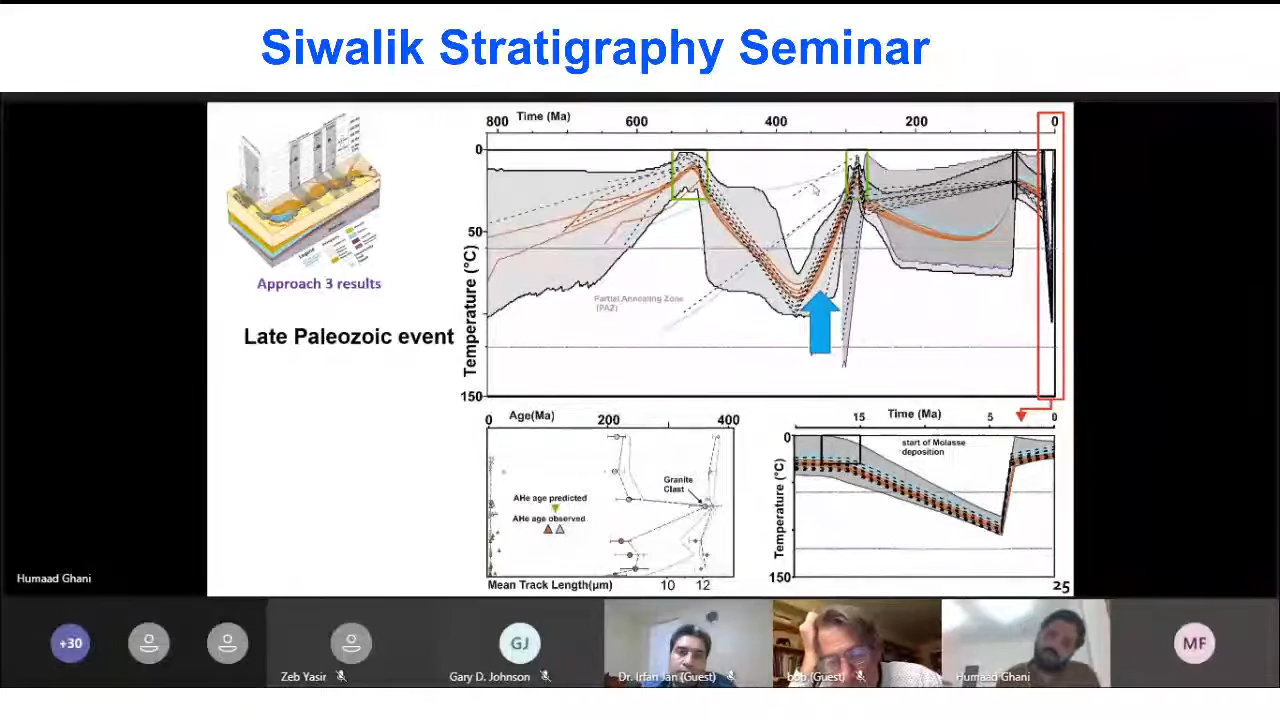 Siwalik Stratigraphy Seminar
Time (Ma)
800 600 400 200 0
0
50
150
Temperature (°C)
Partial Annealing Zone
(PAZ)
Approach 3 results
Late Paleozoic event
0 Age(Ma) 200 400
Granite
Clast
AHe age predicted
AHe age observed
Mean Track Length(μm) 10 12
15 Time (Ma) 5 0
0
start of Molasse
deposition
Temperature (°C)
150
25
Humaad Ghani
+30
Zeb Yasir
GJ
Gary D. Johnson
Dr. Irfan Jan (Guest)
bob (Guest)
Humaad Ghani
MF